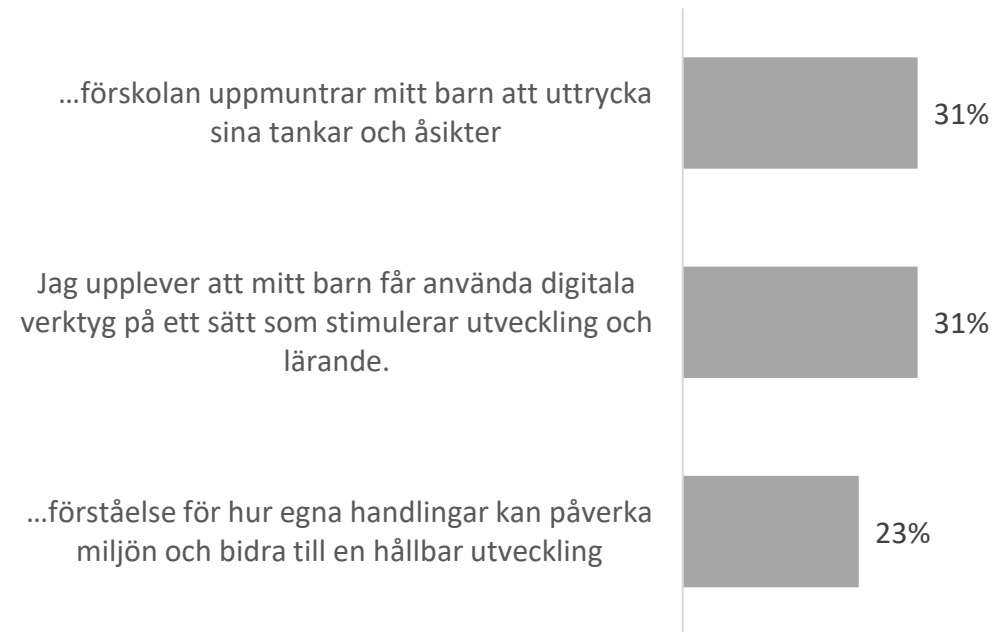 …förskolan uppmuntrar mitt barn att uttrycka
sina tankar och åsikter
31%
Jag upplever att mitt barn får använda digitala
verktyg på ett sätt som stimulerar utveckling och
lärande.
31%
…förståelse för hur egna handlingar kan påverka
miljön och bidra till en hållbar utveckling
23%